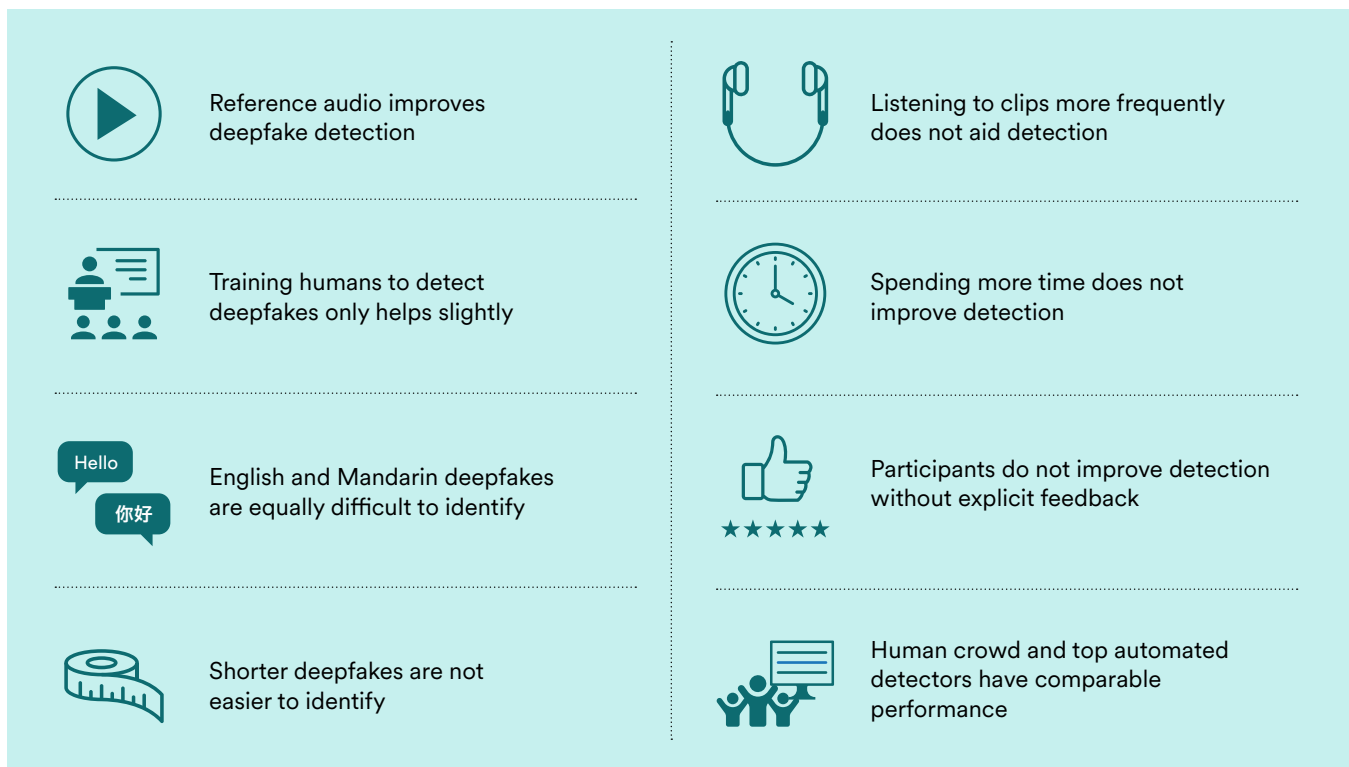 Reference audio improves
deepfake detection
Training humans to detect
deepfakes only helps slightly
Hello
你好
English and Mandarin deepfakes
are equally difficult to identify
Shorter deepfakes are not
easier to identify
Listening to clips more frequently
does not aid detection
Spending more time does not
improve detection
Participants do not improve detection
without explicit feedback
Human crowd and top automated
detectors have comparable
performance